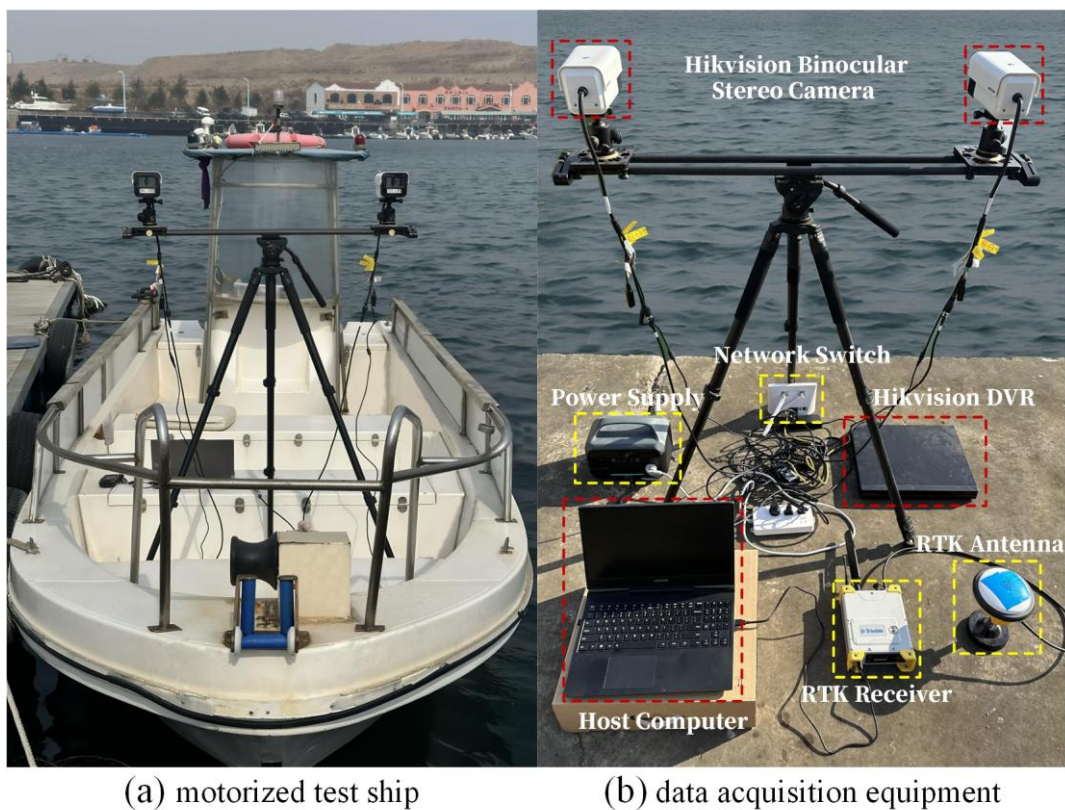 Hikvision Binocular
Stereo Camera
Network Switch
Power Supply
Hikvision DVR
RTK Antenna
Trimble
RTK Receiver
Host Computer
(a) motorized test ship
(b) data acquisition equipment